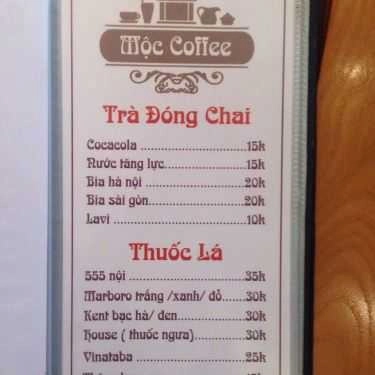 Mộc Coffee
Trà Đóng Chai
Cocacola ..................15k
Nước tăng lực..............15k
Bia hà nội .................20k
Bia sài gòn.................20k
Lavi .......................10k
Thuốc Lá
555 nội ....................35k
Marboro trắng /xanh/ đỏ.....30k
Kent bạc hà/ đen ...........30k
House ( thuốc ngựa).........30k
Vinataba ...................25k